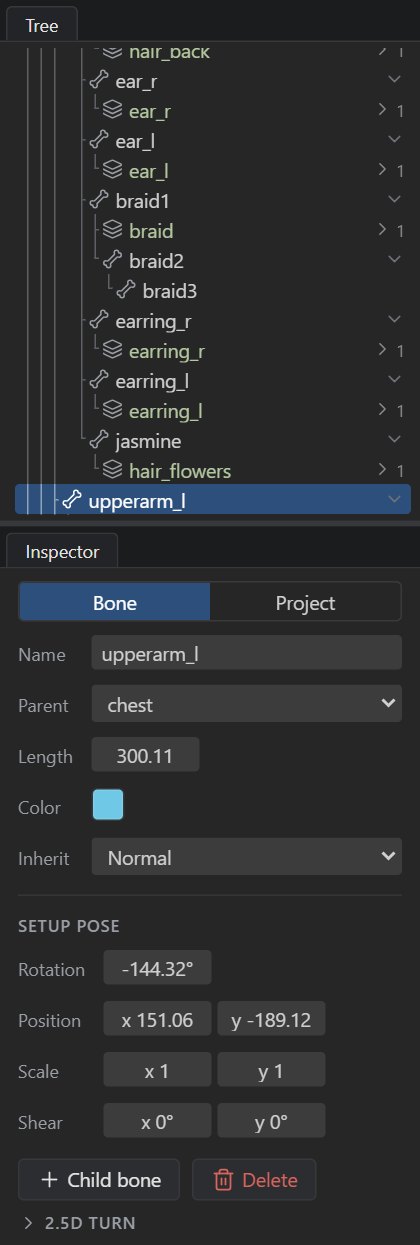 Tree
hair_back 1
ear_r
ear_r 1
ear_l
ear_l 1
braid1
braid 1
braid2
braid3
earring_r
earring_r 1
earring_l
earring_l 1
jasmine
hair_flowers 1
upperarm_l
Inspector
Bone Project
Name upperarm_l
Parent chest
Length 300.11
Color
Inherit Normal
SETUP POSE
Rotation -144.32°
Position x 151.06 y -189.12
Scale x 1 y 1
Shear x 0° y 0°
+ Child bone Delete
2.5D TURN